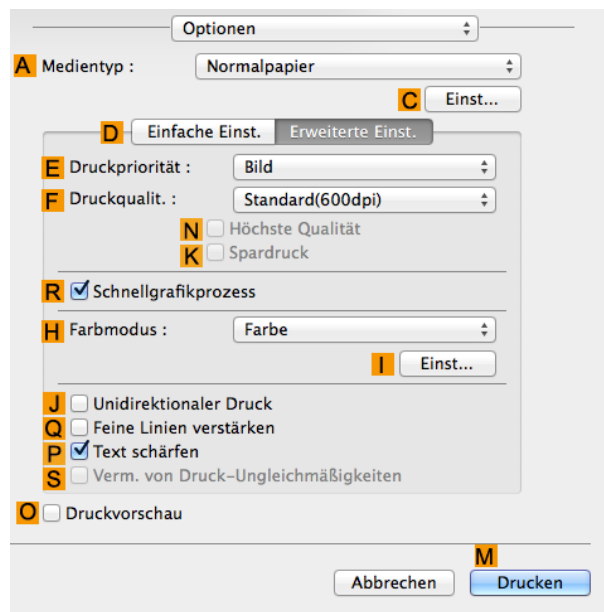 Optionen
A Medientyp : Normalpapier
C Einst...
D Einfache Einst. Erweiterte Einst.
E Druckpriorität : Bild
F Druckqualit. : Standard(600dpi)
N Höchste Qualität
K Spardruck
R Schnellgrafikprozess
H Farbmodus : Farbe
I Einst...
J Unidirektionaler Druck
Q Feine Linien verstärken
P Text schärfen
S Verm. von Druck-Ungleichmäßigkeiten
O Druckvorschau
M
Abbrechen Drucken